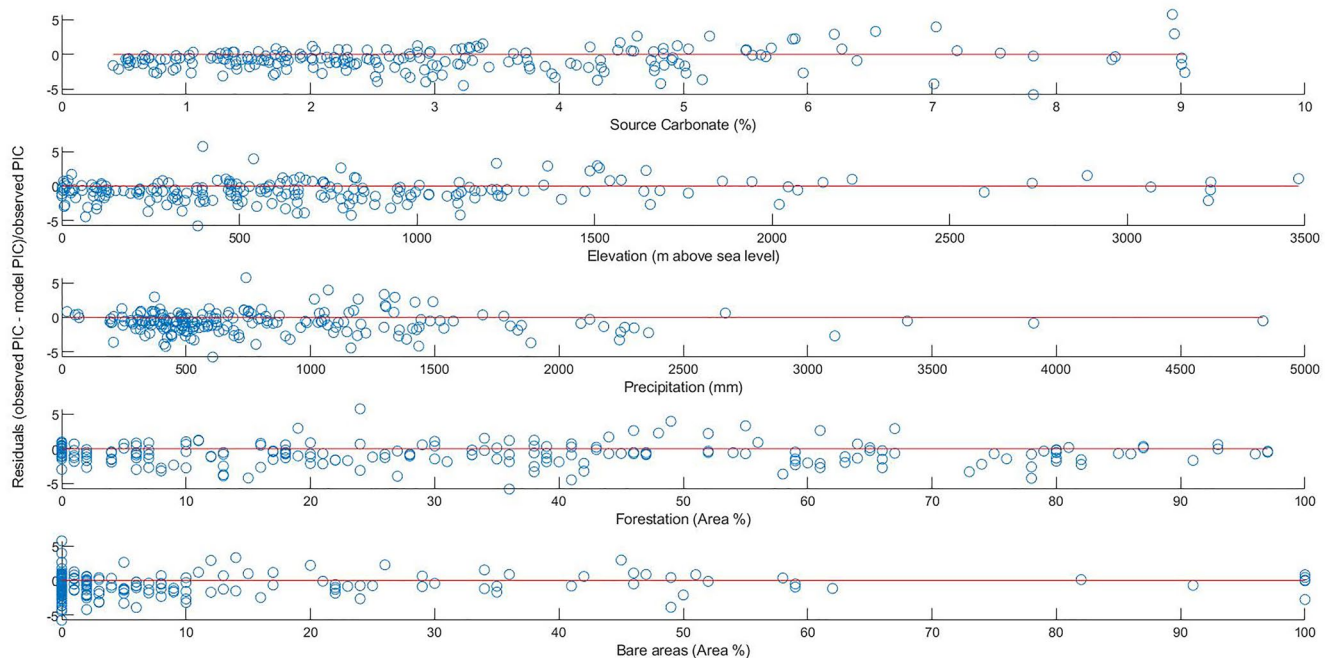 Residuals (observed PIC - model PIC)/observed PIC
5
0
-5
0 1 2 3 4 5 6 7 8 9 10
Source Carbonate (%)
5
0
-5
0 500 1000 1500 2000 2500 3000 3500
Elevation (m above sea level)
5
0
-5
0 500 1000 1500 2000 2500 3000 3500 4000 4500 5000
Precipitation (mm)
5
0
-5
0 10 20 30 40 50 60 70 80 90 100
Forestation (Area %)
5
0
-5
0 10 20 30 40 50 60 70 80 90 100
Bare areas (Area %)